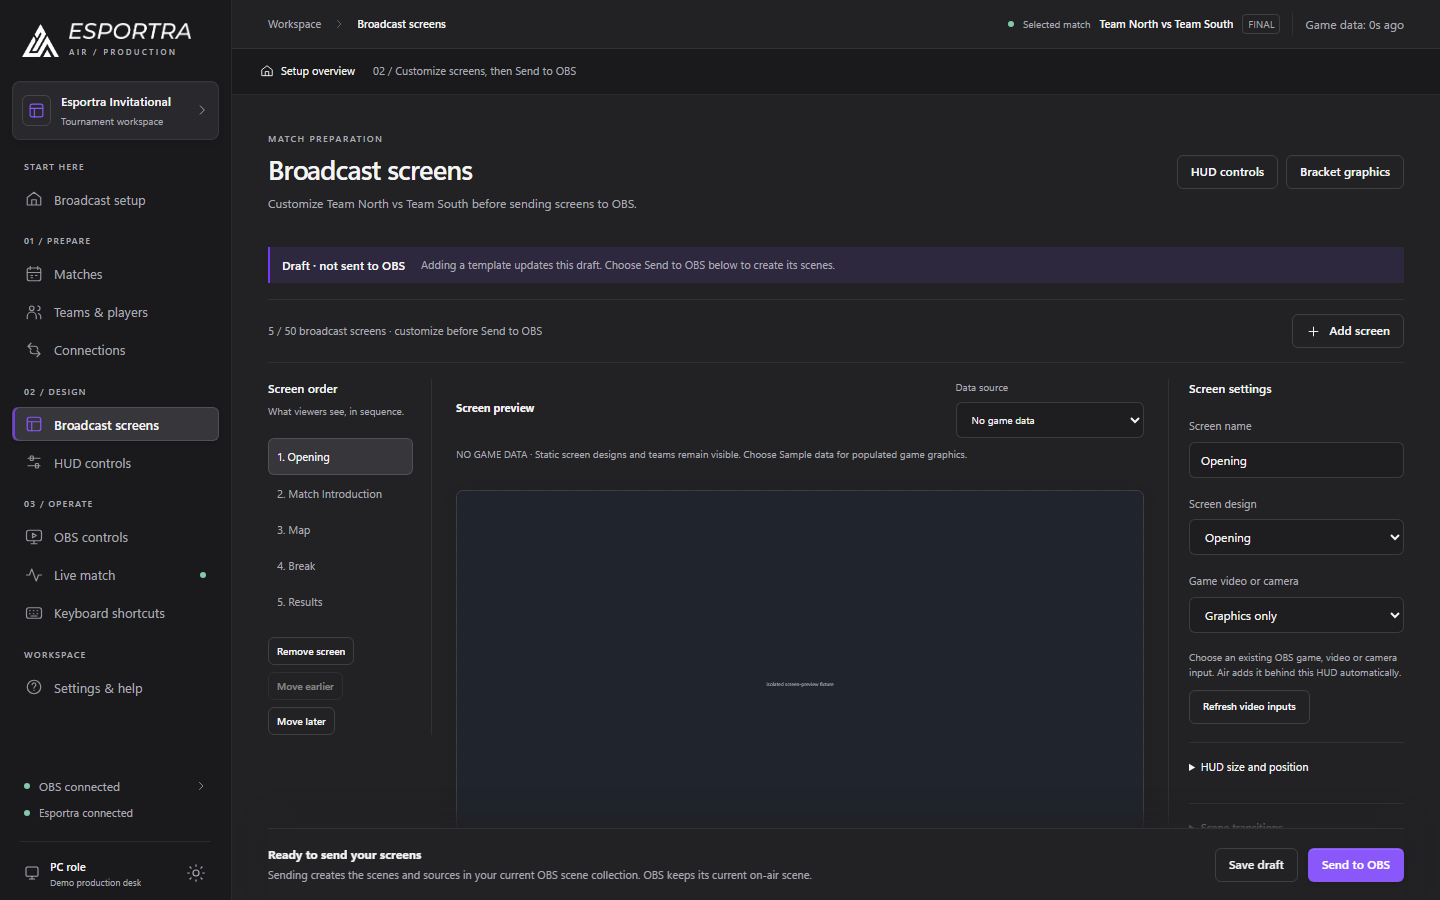 ESPORTRA
AIR / PRODUCTION
Esportra Invitational
Tournament workspace
START HERE
Broadcast setup
01 / PREPARE
Matches
Teams & players
Connections
02 / DESIGN
Broadcast screens
HUD controls
03 / OPERATE
OBS controls
Live match
Keyboard shortcuts
WORKSPACE
Settings & help
OBS connected
Esportra connected
PC role
Demo production desk
Workspace
Broadcast screens
Selected match Team North vs Team South FINAL
Game data: 0s ago
Setup overview
02 / Customize screens, then Send to OBS
MATCH PREPARATION
Broadcast screens
Customize Team North vs Team South before sending screens to OBS.
HUD controls
Bracket graphics
Draft · not sent to OBS
Adding a template updates this draft. Choose Send to OBS below to create its scenes.
5 / 50 broadcast screens · customize before Send to OBS
Add screen
Screen order
What viewers see, in sequence.
1. Opening
2. Match Introduction
3. Map
4. Break
5. Results
Remove screen
Move earlier
Move later
Screen preview
Data source
No game data
NO GAME DATA · Static screen designs and teams remain visible. Choose Sample data for populated game graphics.
Isolated screen-preview fixture
Screen settings
Screen name
Opening
Screen design
Opening
Game video or camera
Graphics only
Choose an existing OBS game, video or camera
input. Air adds it behind this HUD automatically.
Refresh video inputs
HUD size and position
Scene transitions
Ready to send your screens
Sending creates the scenes and sources in your current OBS scene collection. OBS keeps its current on-air scene.
Save draft
Send to OBS